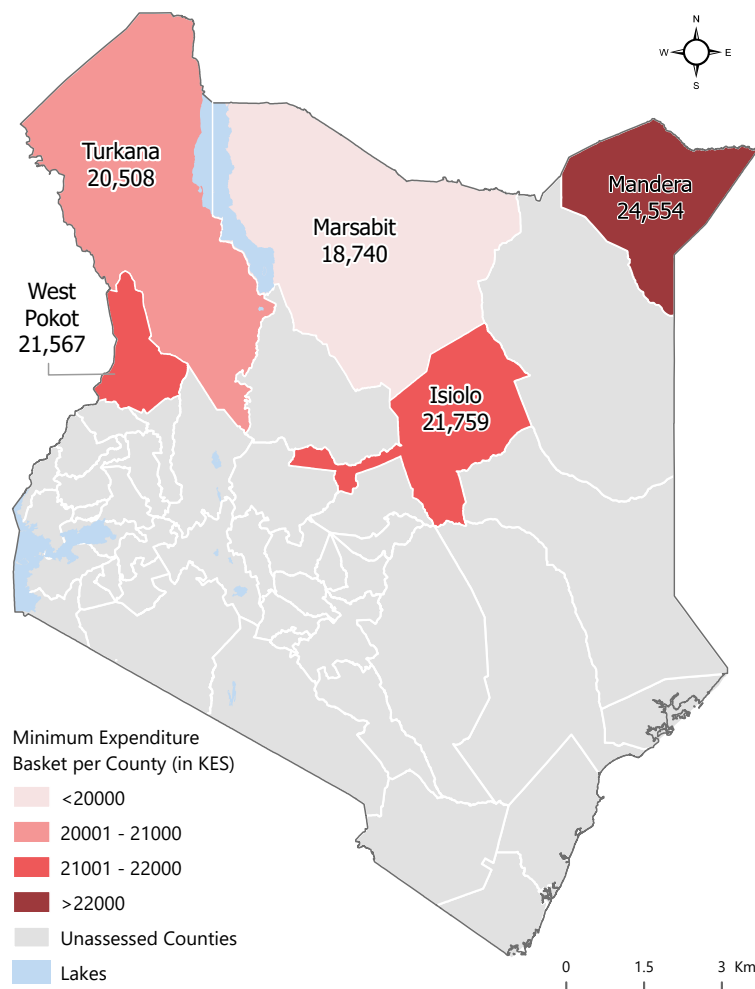 N
W
E
S
Turkana
20,508
Mandera
24,554
Marsabit
18,740
West
Pokot
21,567
Isiolo
21,759
Minimum Expenditure
Basket per County (in KES)
<20000
20001 - 21000
21001 - 22000
>22000
Unassessed Counties
Lakes
0 1.5 3 Km